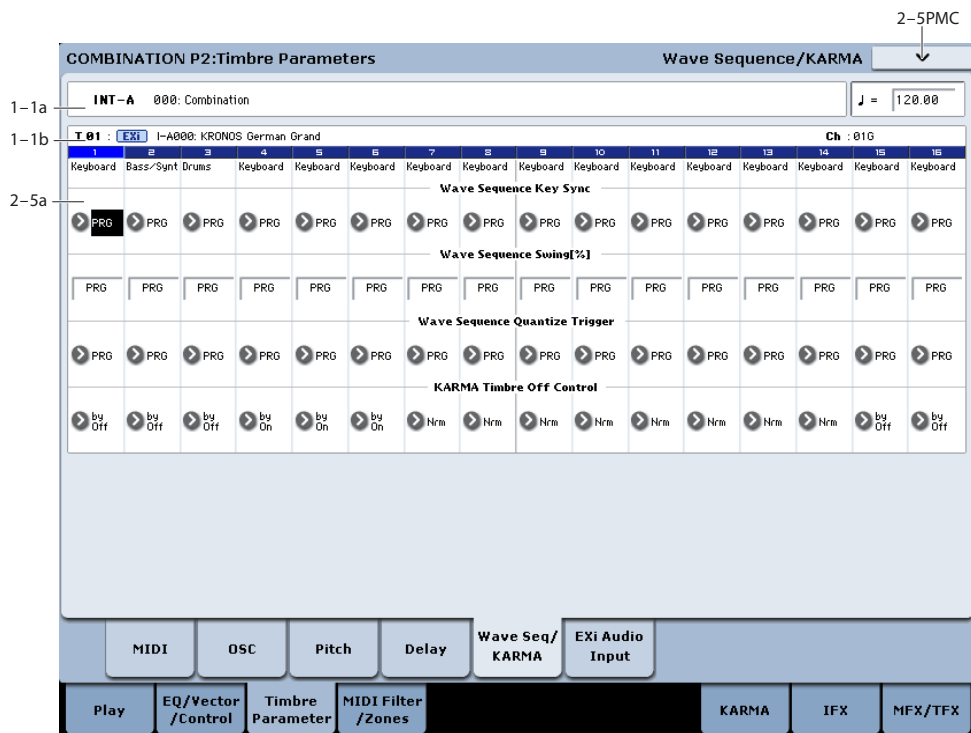 2–5PMC
COMBINATION P2:Timbre Parameters Wave Sequence/KARMA
1–1a INT-A 000: Combination ♩ = 120.00
1–1b T 01 : EXi I-A000: KRONOS German Grand Ch : 01G
1 2 3 4 5 6 7 8 9 10 11 12 13 14 15 16
Keyboard Bass/Synt Drums Keyboard Keyboard Keyboard Keyboard Keyboard Keyboard Keyboard Keyboard Keyboard Keyboard Keyboard Keyboard Keyboard
Wave Sequence Key Sync
2–5a PRG PRG PRG PRG PRG PRG PRG PRG PRG PRG PRG PRG PRG PRG PRG PRG
Wave Sequence Swing[%]
PRG PRG PRG PRG PRG PRG PRG PRG PRG PRG PRG PRG PRG PRG PRG PRG
Wave Sequence Quantize Trigger
PRG PRG PRG PRG PRG PRG PRG PRG PRG PRG PRG PRG PRG PRG PRG PRG
KARMA Timbre Off Control
by Off by Off by Off by On by On by On Nrm Nrm Nrm Nrm Nrm Nrm Nrm Nrm by Off by Off
MIDI OSC Pitch Delay Wave Seq/ KARMA EXi Audio Input
Play EQ/Vector /Control Timbre Parameter MIDI Filter /Zones KARMA IFX MFX/TFX